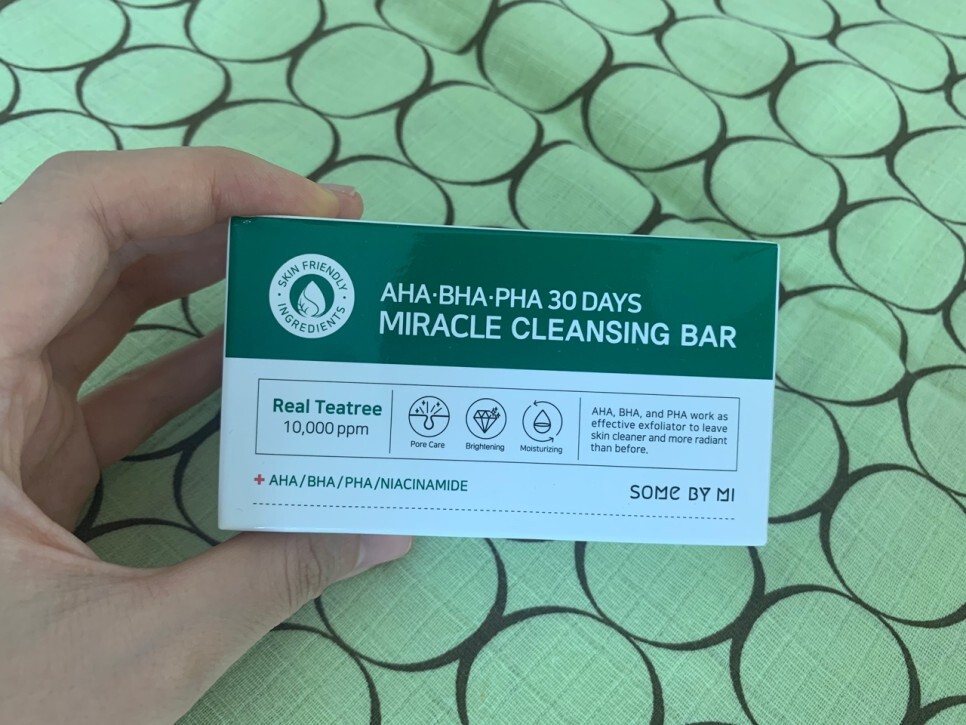 · SKIN FRIENDLY ·
INGREDIENTS
AHA·BHA·PHA 30 DAYS
MIRACLE CLEANSING BAR
Real Teatree
10,000 ppm
Pore Care
Brightening
Moisturizing
AHA, BHA, and PHA work as
effective exfoliator to leave
skin cleaner and more radiant
than before.
+ AHA/BHA/PHA/NIACINAMIDE
SOME BY MI